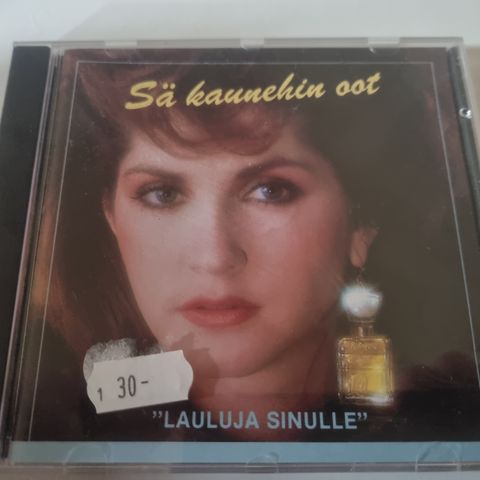 Sä kaunehin oot
1 30-
"LAULUJA SINULLE"